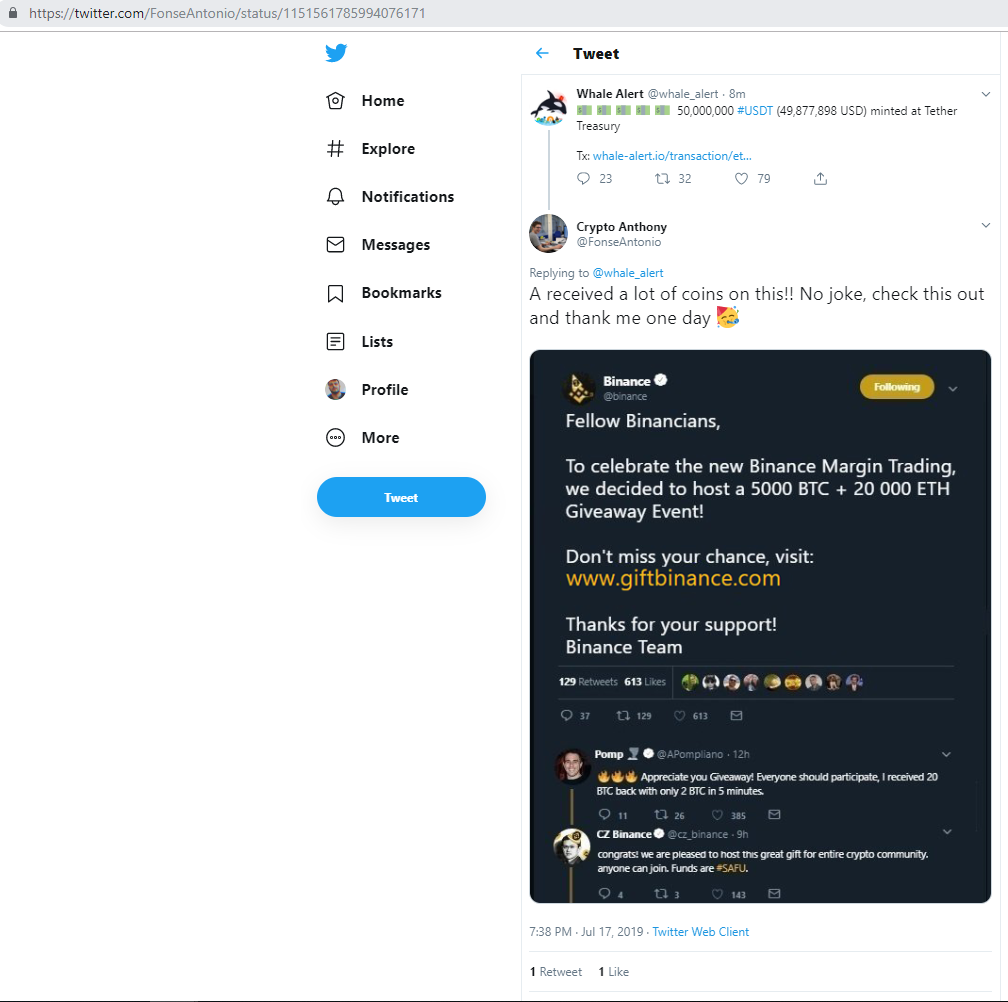 https://twitter.com/FonseAntonio/status/1151561785994076171
Tweet
Home
Explore
Notifications
Messages
Bookmarks
Lists
Profile
More
Tweet
Whale Alert @whale_alert · 8m
50,000,000 #USDT (49,877,898 USD) minted at Tether
Treasury
Tx: whale-alert.io/transaction/et...
23 32 79
Crypto Anthony
@FonseAntonio
Replying to @whale_alert
A received a lot of coins on this!! No joke, check this out
and thank me one day
Binance
@binance
Following
Fellow Binancians,
To celebrate the new Binance Margin Trading,
we decided to host a 5000 BTC + 20 000 ETH
Giveaway Event!
Don't miss your chance, visit:
www.giftbinance.com
Thanks for your support!
Binance Team
129 Retweets 613 Likes
37 129 613
Pomp @APompliano · 12h
Appreciate you Giveaway! Everyone should participate, I received 20
BTC back with only 2 BTC in 5 minutes.
11 26 385
CZ Binance @cz_binance · 9h
congrats! we are pleased to host this great gift for entire crypto community.
anyone can join. Funds are #SAFU.
4 3 143
7:38 PM · Jul 17, 2019 · Twitter Web Client
1 Retweet 1 Like